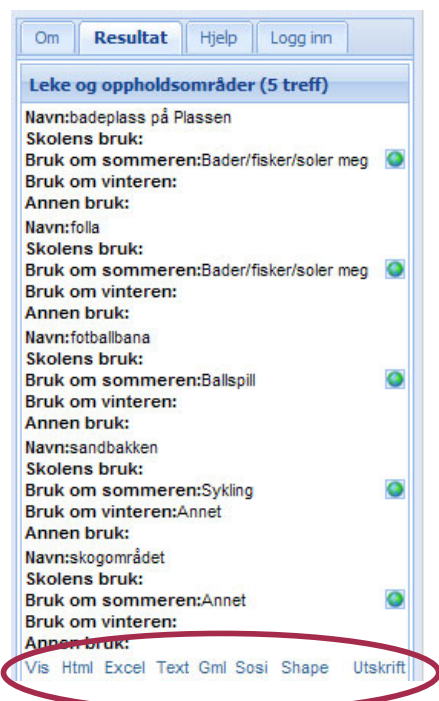 Om Resultat Hjelp Logg inn
Leke og oppholdsområder (5 treff)
Navn:badeplass på Plassen
Skolens bruk:
Bruk om sommeren:Bader/fisker/soler meg
Bruk om vinteren:
Annen bruk:
Navn:folla
Skolens bruk:
Bruk om sommeren:Bader/fisker/soler meg
Bruk om vinteren:
Annen bruk:
Navn:fotballbana
Skolens bruk:
Bruk om sommeren:Ballspill
Bruk om vinteren:
Annen bruk:
Navn:sandbakken
Skolens bruk:
Bruk om sommeren:Sykling
Bruk om vinteren:Annet
Annen bruk:
Navn:skogområdet
Skolens bruk:
Bruk om sommeren:Annet
Bruk om vinteren:
Annen bruk:
Vis Html Excel Text Gml Sosi Shape Utskrift